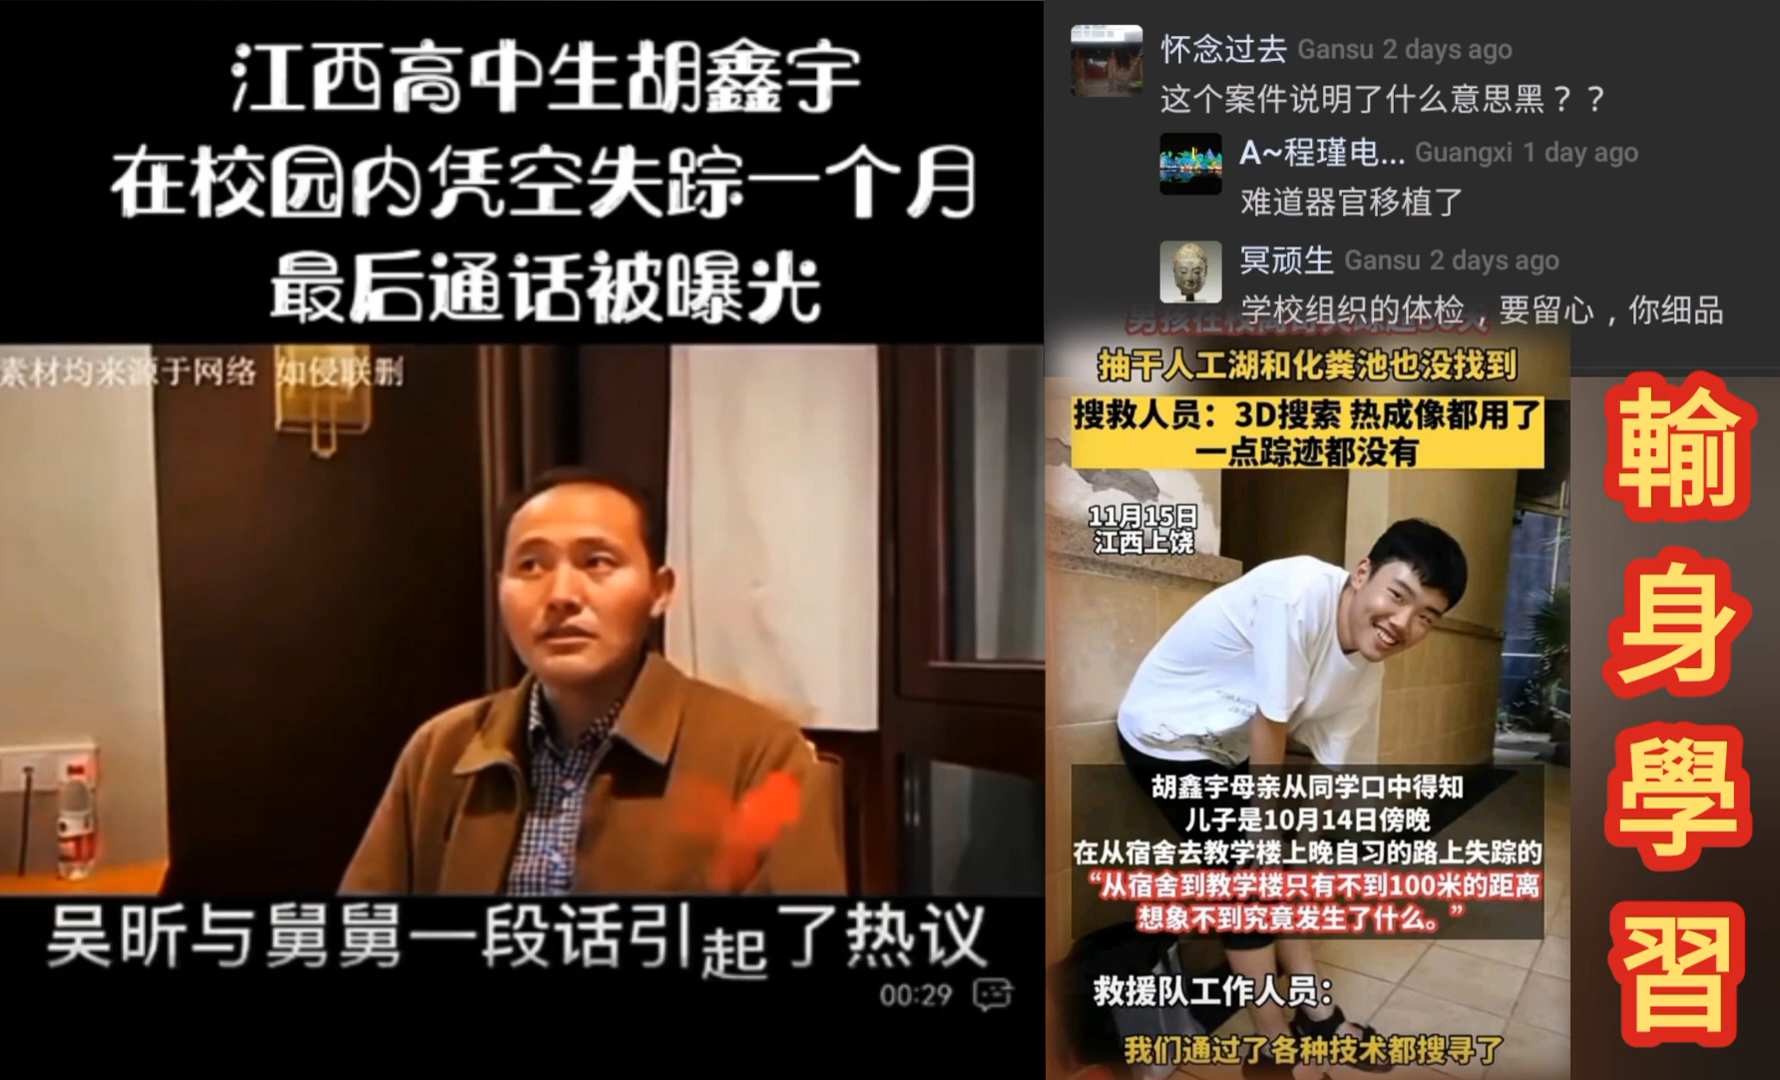 江西高中生胡鑫宇
在校园内凭空失踪一个月
最后通话被曝光
素材均来源于网络 如侵联删
吴昕与舅舅一段话引起了热议
00:29
怀念过去 Gansu 2 days ago
这个案件说明了什么意思黑？？
A~程瑾电... Guangxi 1 day ago
难道器官移植了
冥顽生 Gansu 2 days ago
学校组织的体检，要留心，你细品
抽干人工湖和化粪池也没找到
搜救人员：3D搜索 热成像都用了
一点踪迹都没有
11月15日
江西上饶
胡鑫宇母亲从同学口中得知
儿子是10月14日傍晚
在从宿舍去教学楼上晚自习的路上失踪的
“从宿舍到教学楼只有不到100米的距离
想象不到究竟发生了什么。”
救援队工作人员：
我们通过了各种技术都搜寻了
輸
身
學
習